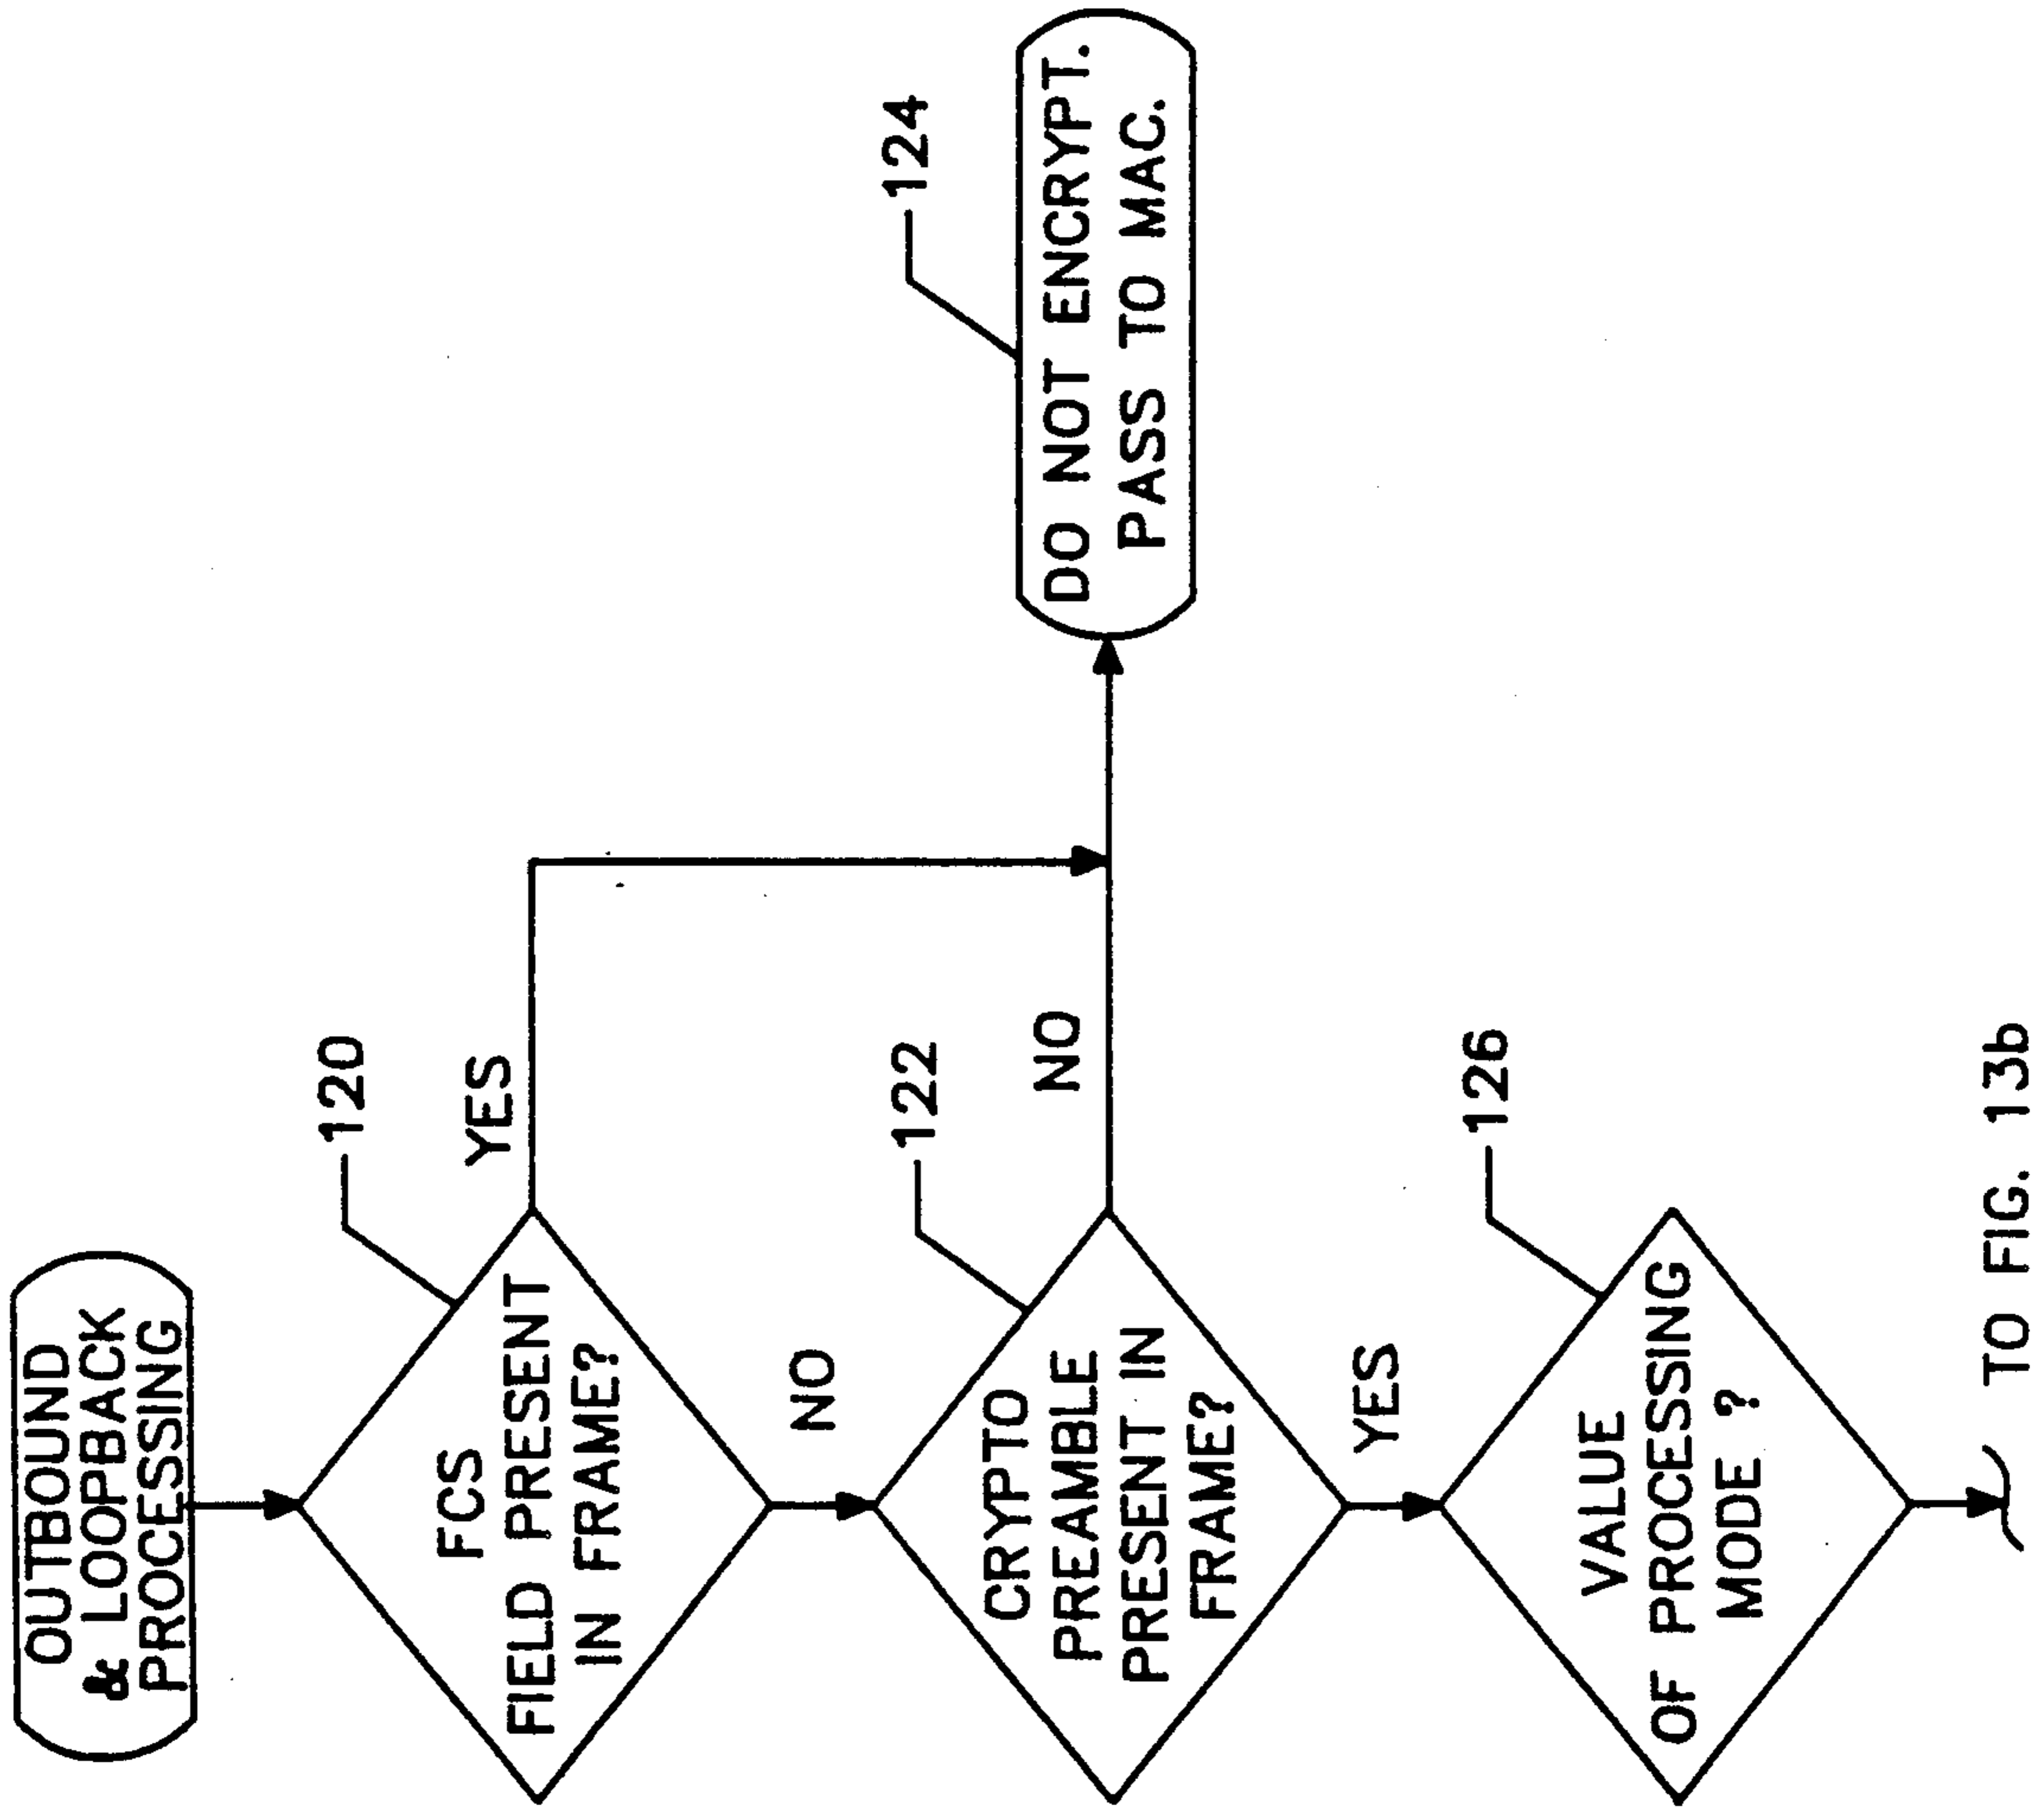 OUTBOUND
& LOOPBACK
PROCESSING
120
FCS
FIELD PRESENT
IN FRAME?
YES
NO
122
CRYPTO
PREAMBLE
PRESENT IN
FRAME?
NO
124
DO NOT ENCRYPT.
PASS TO MAC.
YES
126
VALUE
OF PROCESSING
MODE ?
TO FIG. 13b